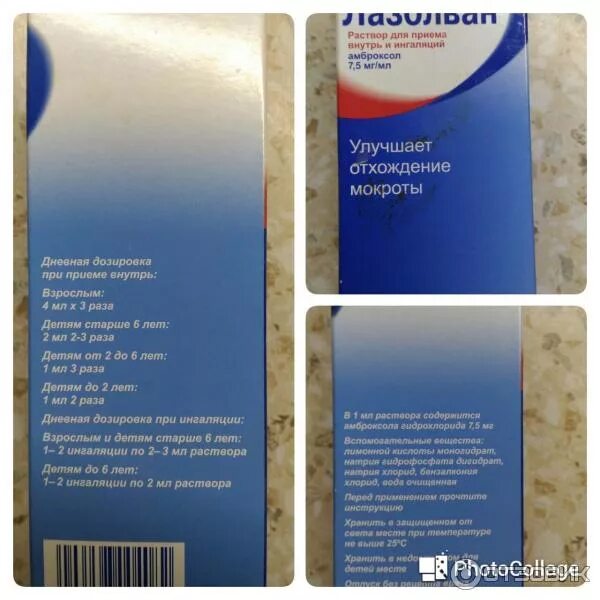 Дневная дозировка
при приеме внутрь:
Взрослым:
4 мл х 3 раза
Детям старше 6 лет:
2 мл 2-3 раза
Детям от 2 до 6 лет:
1 мл 3 раза
Детям до 2 лет:
1 мл 2 раза
Дневная дозировка при ингаляции:
Взрослым и детям старше 6 лет:
1– 2 ингаляции по 2– 3 мл раствора
Детям до 6 лет:
1– 2 ингаляции по 2 мл раствора
Лазолван
Раствор для приема
внутрь и ингаляций
амброксол
7,5 мг/мл
Улучшает
отхождение
мокроты
В 1 мл раствора содержится
амброксола гидрохлорида 7,5 мг
Вспомогательные вещества:
лимонной кислоты моногидрат,
натрия гидрофосфата дигидрат,
натрия хлорид, бензалкония
хлорид, вода очищенная
Перед применением прочтите
инструкцию
Хранить в защищенном от
света месте при температуре
не выше 25°С
Хранить в для
детей месте
Отпуск без рецепта
PhotoCollage
ОТЗОВИК